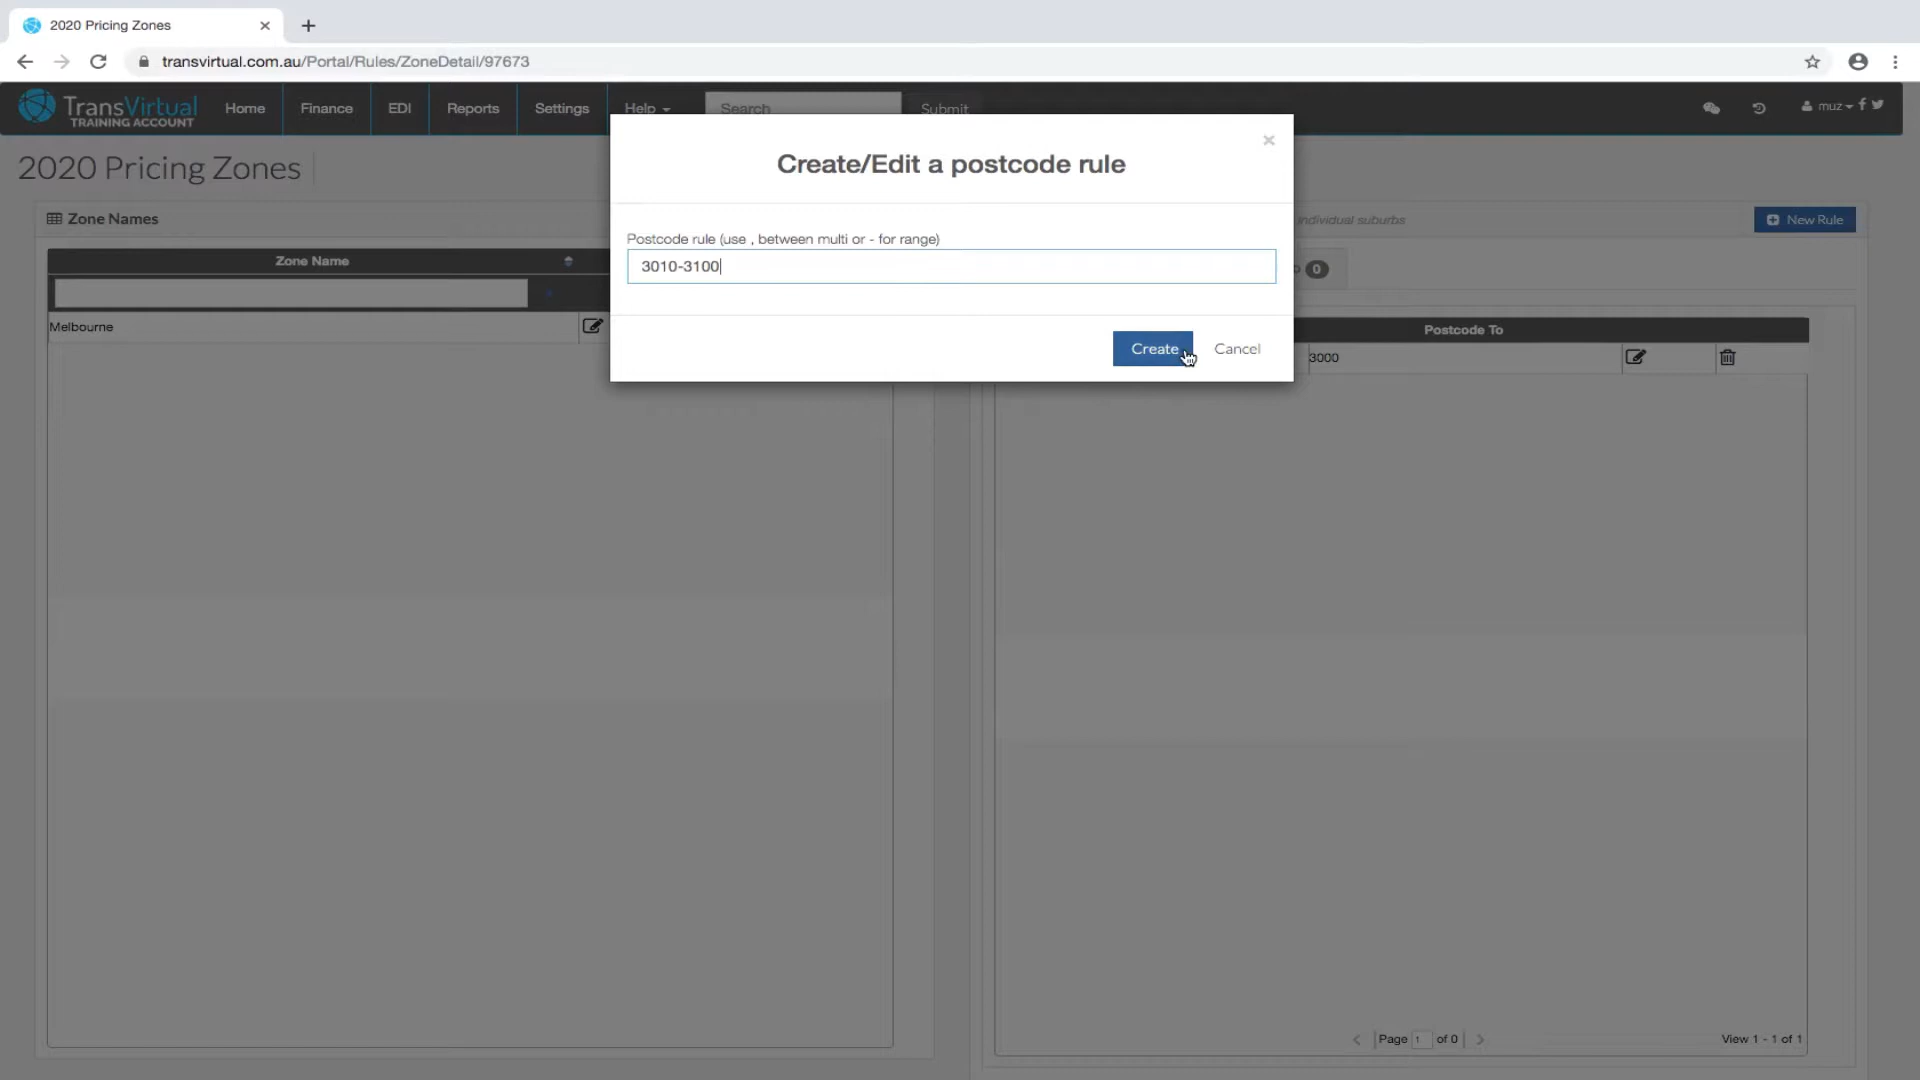 2020 Pricing Zones
transvirtual.com.au/Portal/Rules/ZoneDetail/97673
TransVirtual
TRAINING ACCOUNT
Home
Finance
EDI
Reports
Settings
Help
Search
Submit
muz
2020 Pricing Zones
Create/Edit a postcode rule
Zone Names
individual suburbs
New Rule
Postcode rule (use , between multi or - for range)
3010-3100
Zone Name
0
Melbourne
Postcode To
Create
Cancel
3000
Page 1 of 0
View 1 - 1 of 1